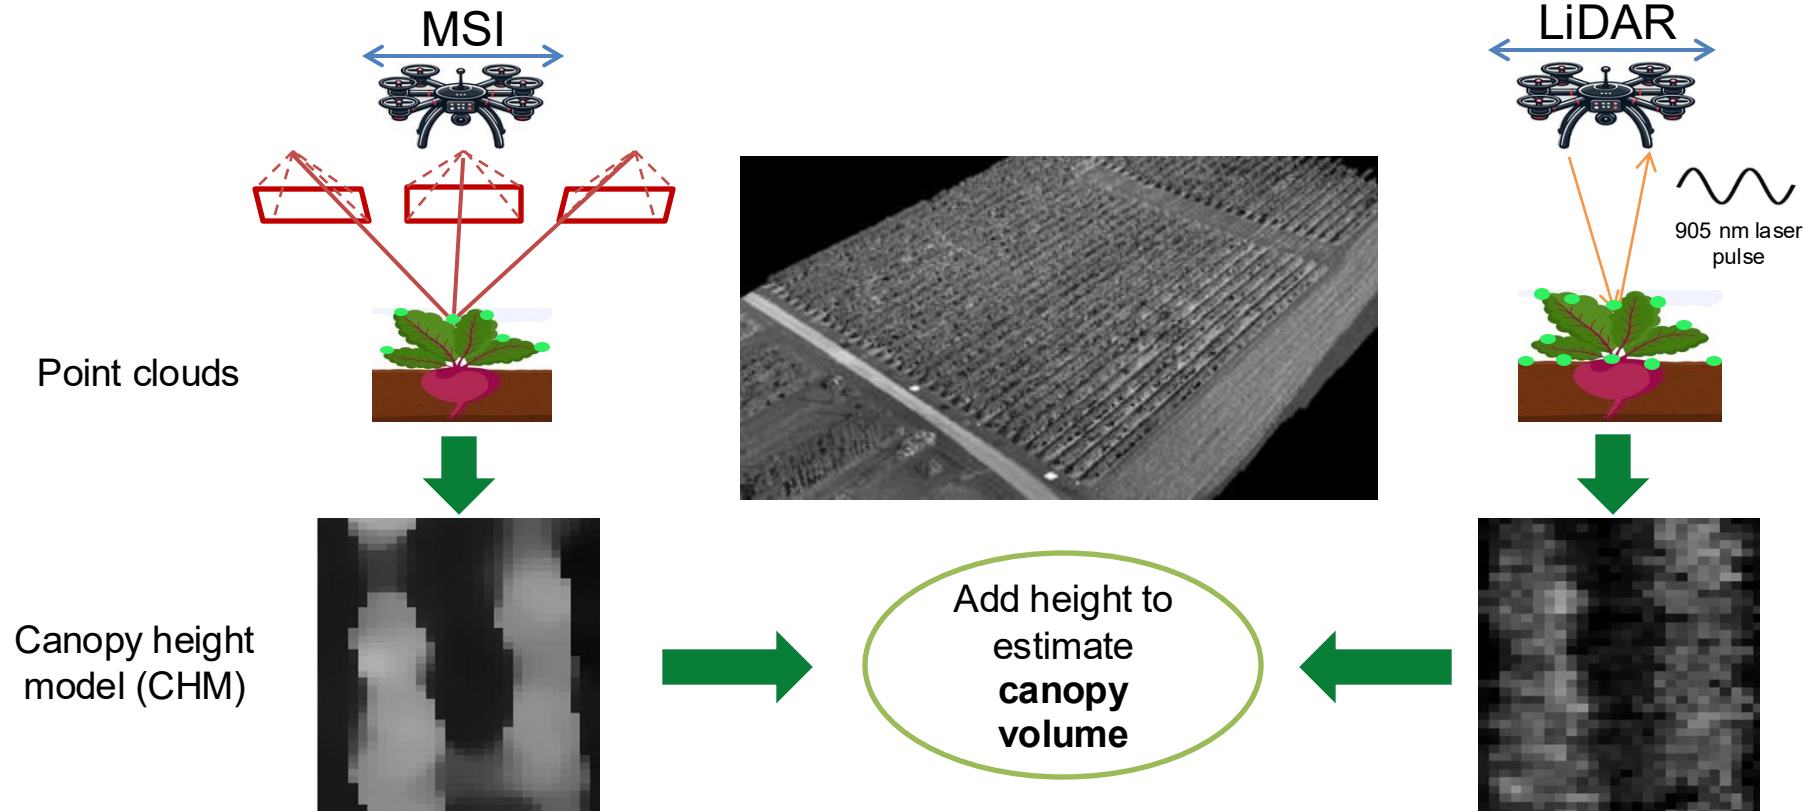 MSI
LiDAR
905 nm laser
pulse
Point clouds
Canopy height
model (CHM)
Add height to
estimate
canopy
volume